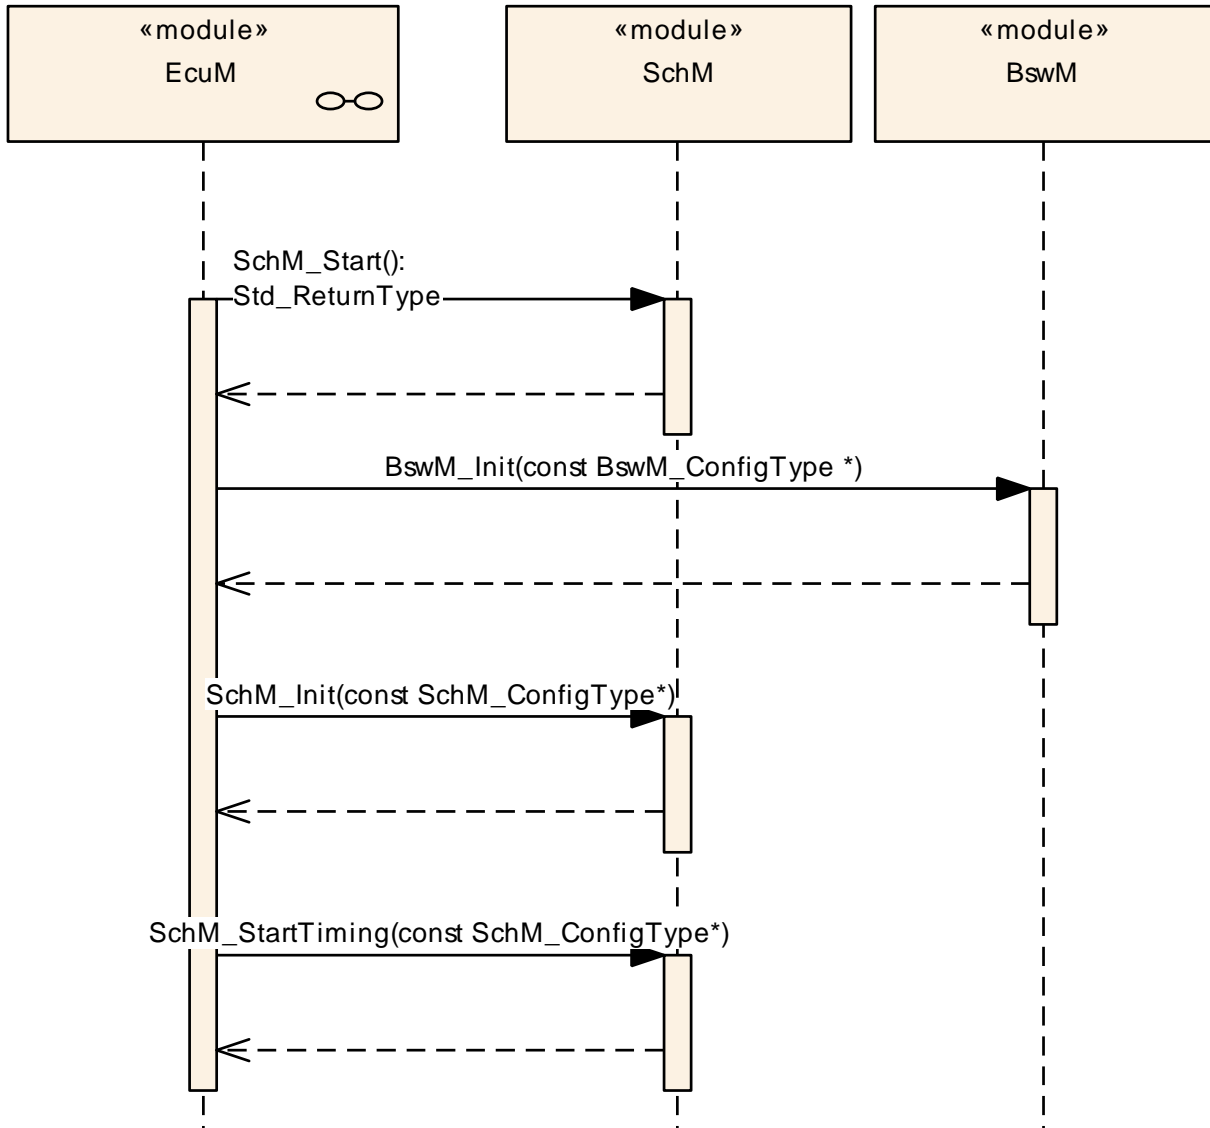 «module»
EcuM
«module»
SchM
«module»
BswM
SchM_Start():
Std_ReturnType
BswM_Init(const BswM_ConfigType *)
SchM_Init(const SchM_ConfigType*)
SchM_StartTiming(const SchM_ConfigType*)